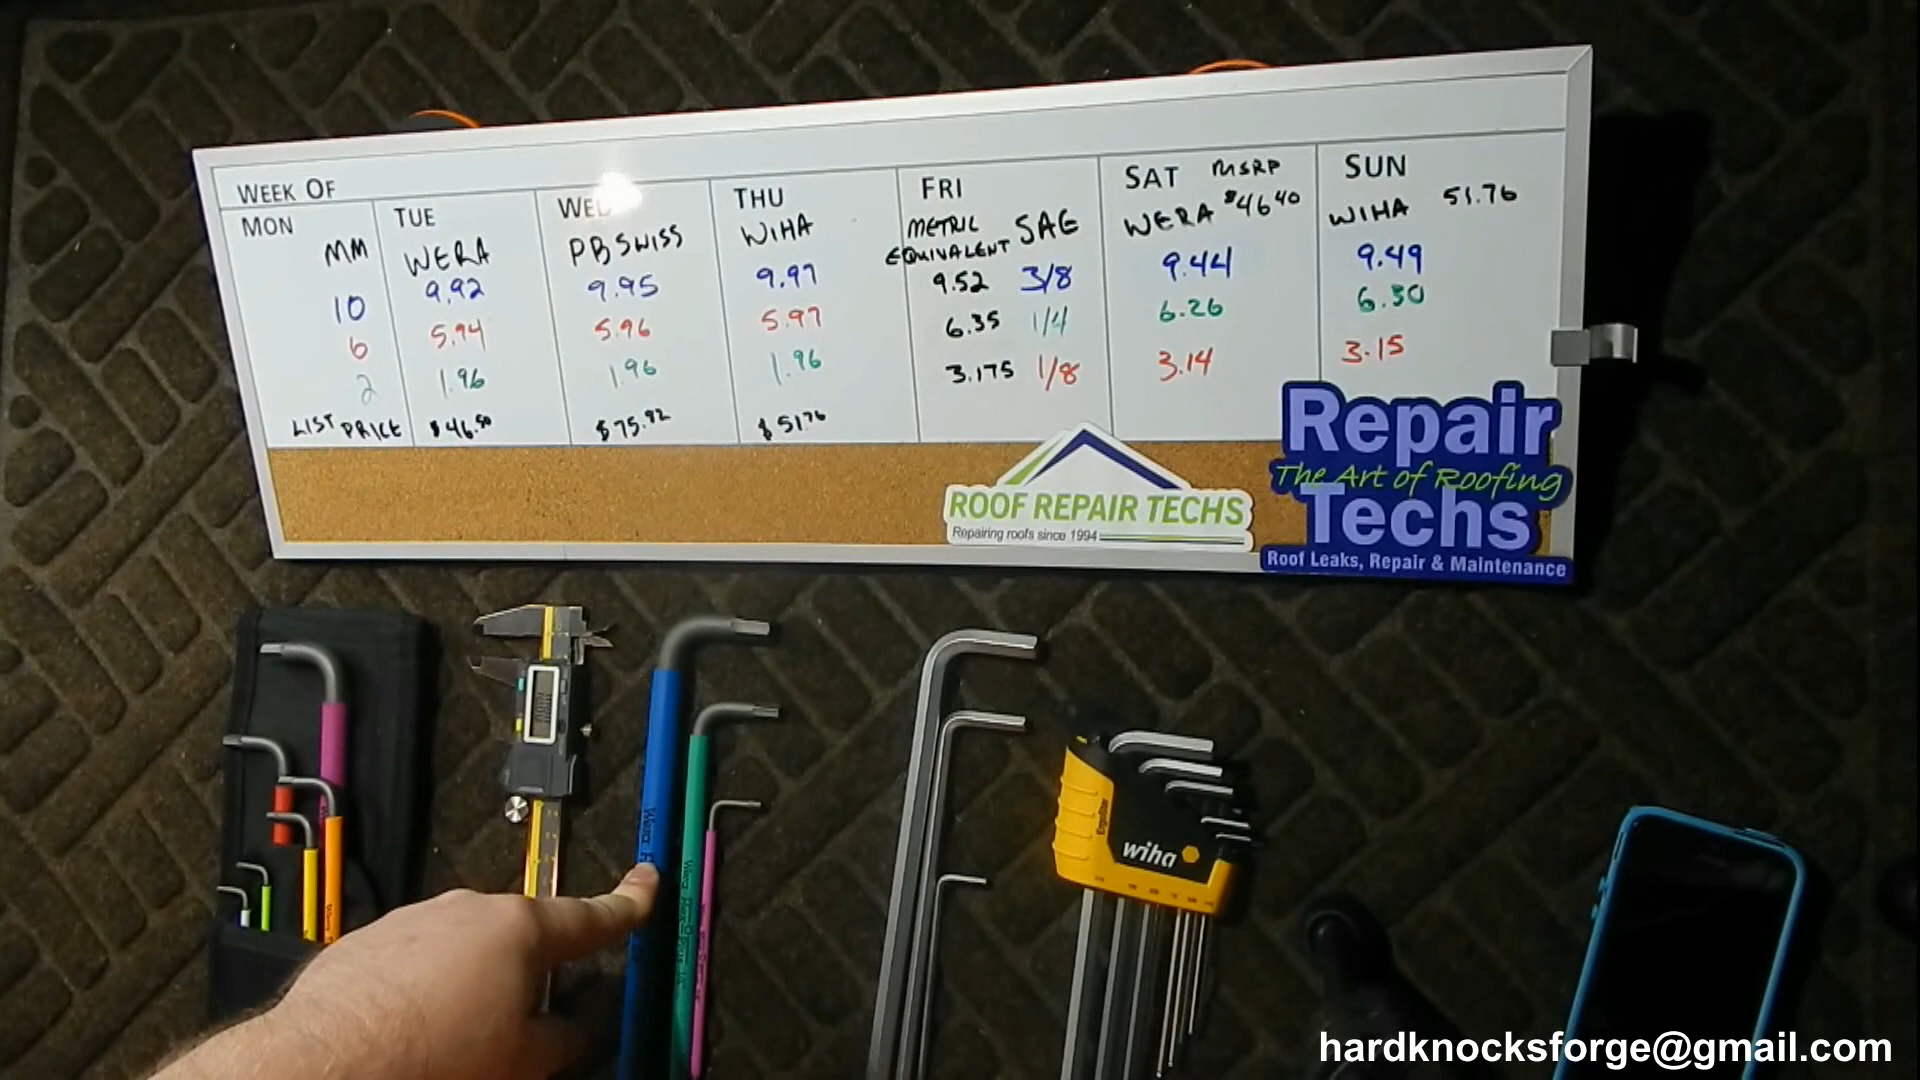 WEEK OF
MON TUE WED THU FRI SAT MSRP SUN
MM WERA PB SWISS WIHA METRIC EQUIVALENT SAE WERA $46.40 WIHA 51.76
10 9.92 9.95 9.97 9.52 3/8 9.44 9.49
6 5.94 5.96 5.97 6.35 1/4 6.26 6.30
2 1.96 1.96 1.96 3.175 1/8 3.14 3.15
LIST PRICE $46.50 $75.92 $51.76
Repair
The Art of Roofing
Techs
Roof Leaks, Repair & Maintenance
ROOF REPAIR TECHS
Repairing roofs since 1994
ErgoStar
wiha
hardknocksforge@gmail.com